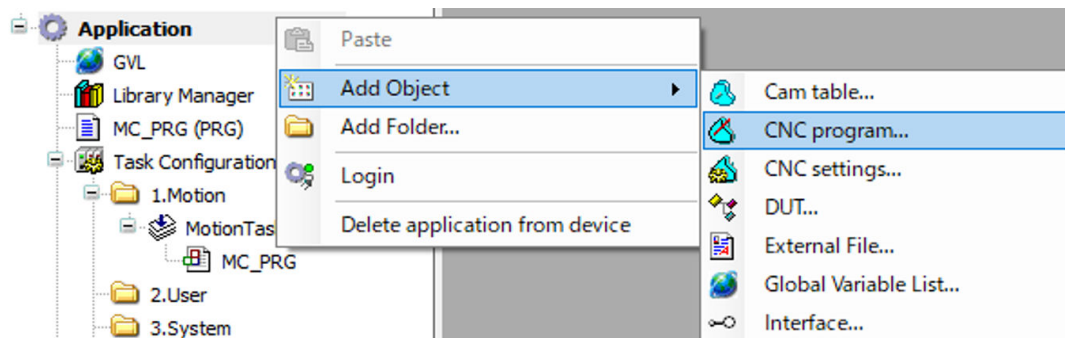 Application
GVL
Library Manager
MC_PRG (PRG)
Task Configuration
1.Motion
MotionTas
MC_PRG
2.User
3.System
Paste
Add Object
Add Folder...
Login
Delete application from device
Cam table...
CNC program...
CNC settings...
DUT...
External File...
Global Variable List...
Interface...